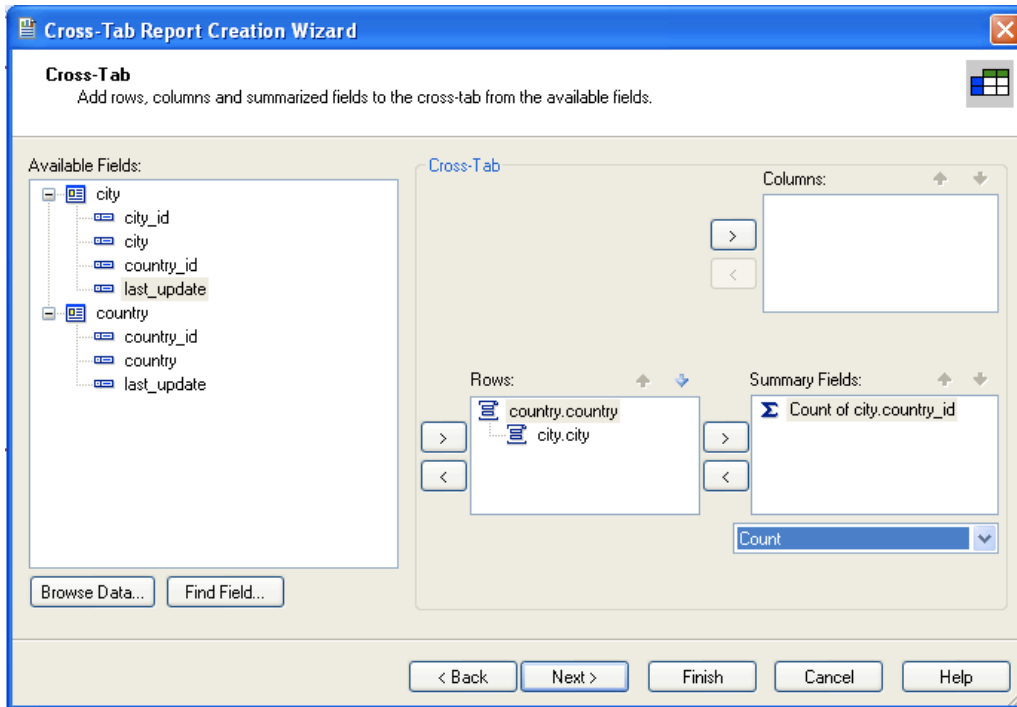 Cross-Tab Report Creation Wizard
Cross-Tab
Add rows, columns and summarized fields to the cross-tab from the available fields.
Available Fields:
city
city_id
city
country_id
last_update
country
country_id
country
last_update
Browse Data...
Find Field...
Cross-Tab
Columns:
>
<
Rows:
country.country
city.city
>
<
Summary Fields:
Σ Count of city.country_id
>
<
Count
< Back
Next >
Finish
Cancel
Help